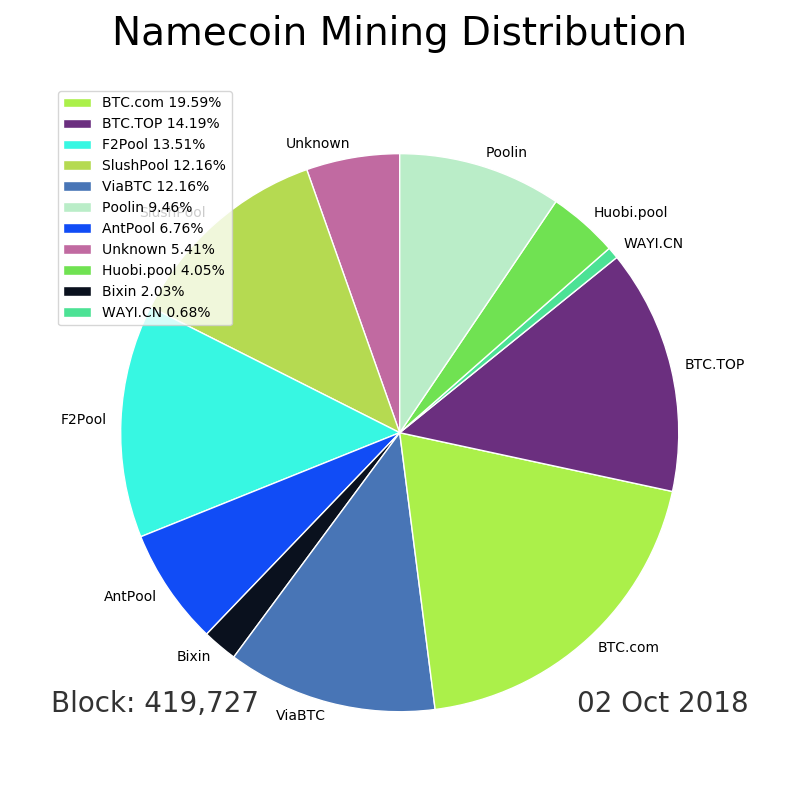 Namecoin Mining Distribution
BTC.com 19.59%
BTC.TOP 14.19%
F2Pool 13.51%
SlushPool 12.16%
ViaBTC 12.16%
Poolin 9.46%
AntPool 6.76%
Unknown 5.41%
Huobi.pool 4.05%
Bixin 2.03%
WAYI.CN 0.68%
Unknown
Poolin
SlushPool
Huobi.pool
WAYI.CN
BTC.TOP
F2Pool
AntPool
BTC.com
Bixin
ViaBTC
Block: 419,727
02 Oct 2018